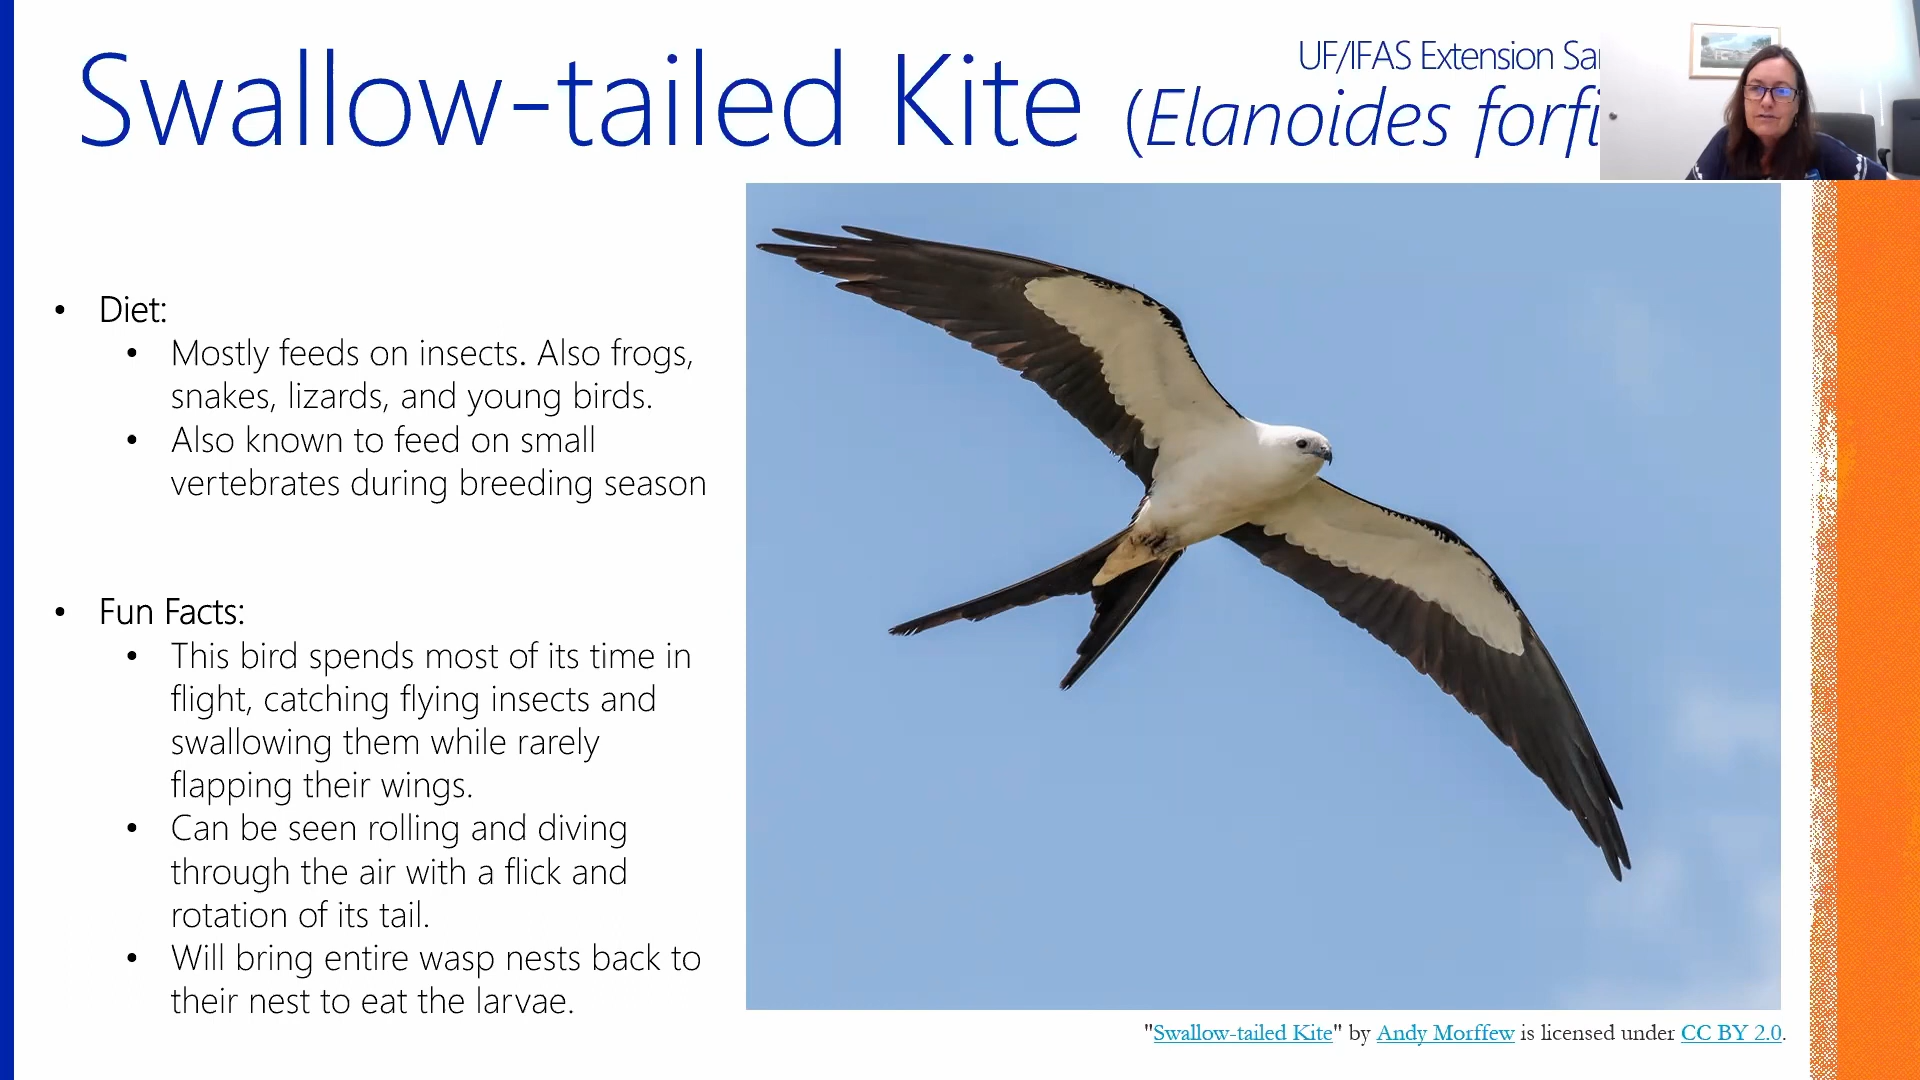 UF/IFAS Extension
Swallow-tailed Kite (Elanoides
• Diet:
• Mostly feeds on insects. Also frogs,
snakes, lizards, and young birds.
• Also known to feed on small
vertebrates during breeding season
• Fun Facts:
• This bird spends most of its time in
flight, catching flying insects and
swallowing them while rarely
flapping their wings.
• Can be seen rolling and diving
through the air with a flick and
rotation of its tail.
• Will bring entire wasp nests back to
their nest to eat the larvae.
"Swallow-tailed Kite" by Andy Morffew is licensed under CC BY 2.0.